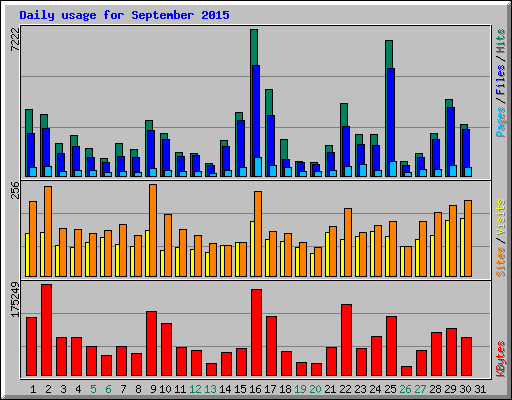 Daily usage for September 2015
7222
Pages / Files / Hits
256
Sites / Visits
175249
KBytes
1 2 3 4 5 6 7 8 9 10 11 12 13 14 15 16 17 18 19 20 21 22 23 24 25 26 27 28 29 30 31